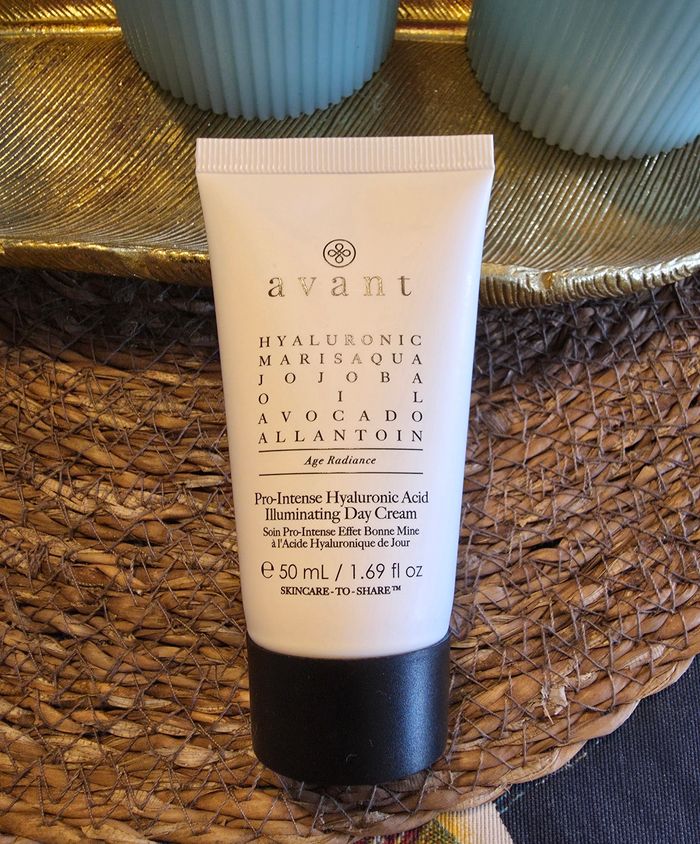 avant
HYALURONIC
MARISAQUA
JOJOBA
OIL
AVOCADO
ALLANTOIN
Age Radiance
Pro-Intense Hyaluronic Acid
Illuminating Day Cream
Soin Pro-Intense Effet Bonne Mine
à l'Acide Hyaluronique de Jour
℮ 50 mL / 1.69 fl oz
SKINCARE-TO-SHARE™